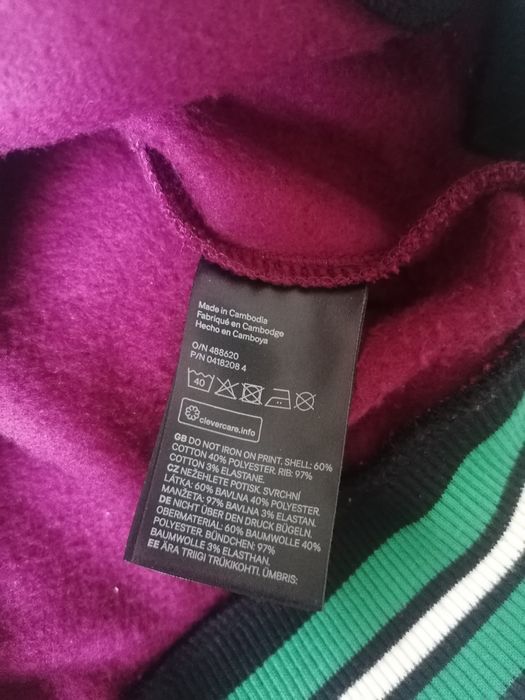 Made in Cambodia
Fabriqué en Cambodge
Hecho en Camboya
O/N 488620
P/N 0418208 4
40
clevercare.info
GB DO NOT IRON ON PRINT. SHELL: 60%
COTTON 40% POLYESTER. RIB: 97%
COTTON 3% ELASTANE.
CZ NEŽEHLETE POTISK. SVRCHNÍ
LÁTKA: 60% BAVLNA 40% POLYESTER.
MANŽETA: 97% BAVLNA 3% ELASTAN.
DE NICHT ÜBER DEN DRUCK BÜGELN.
OBERMATERIAL: 60% BAUMWOLLE 40%
POLYESTER. BÜNDCHEN: 97%
BAUMWOLLE 3% ELASTHAN.
EE ÄRA TRIIGI TRÜKIKOHTI. ÜMBRIS: